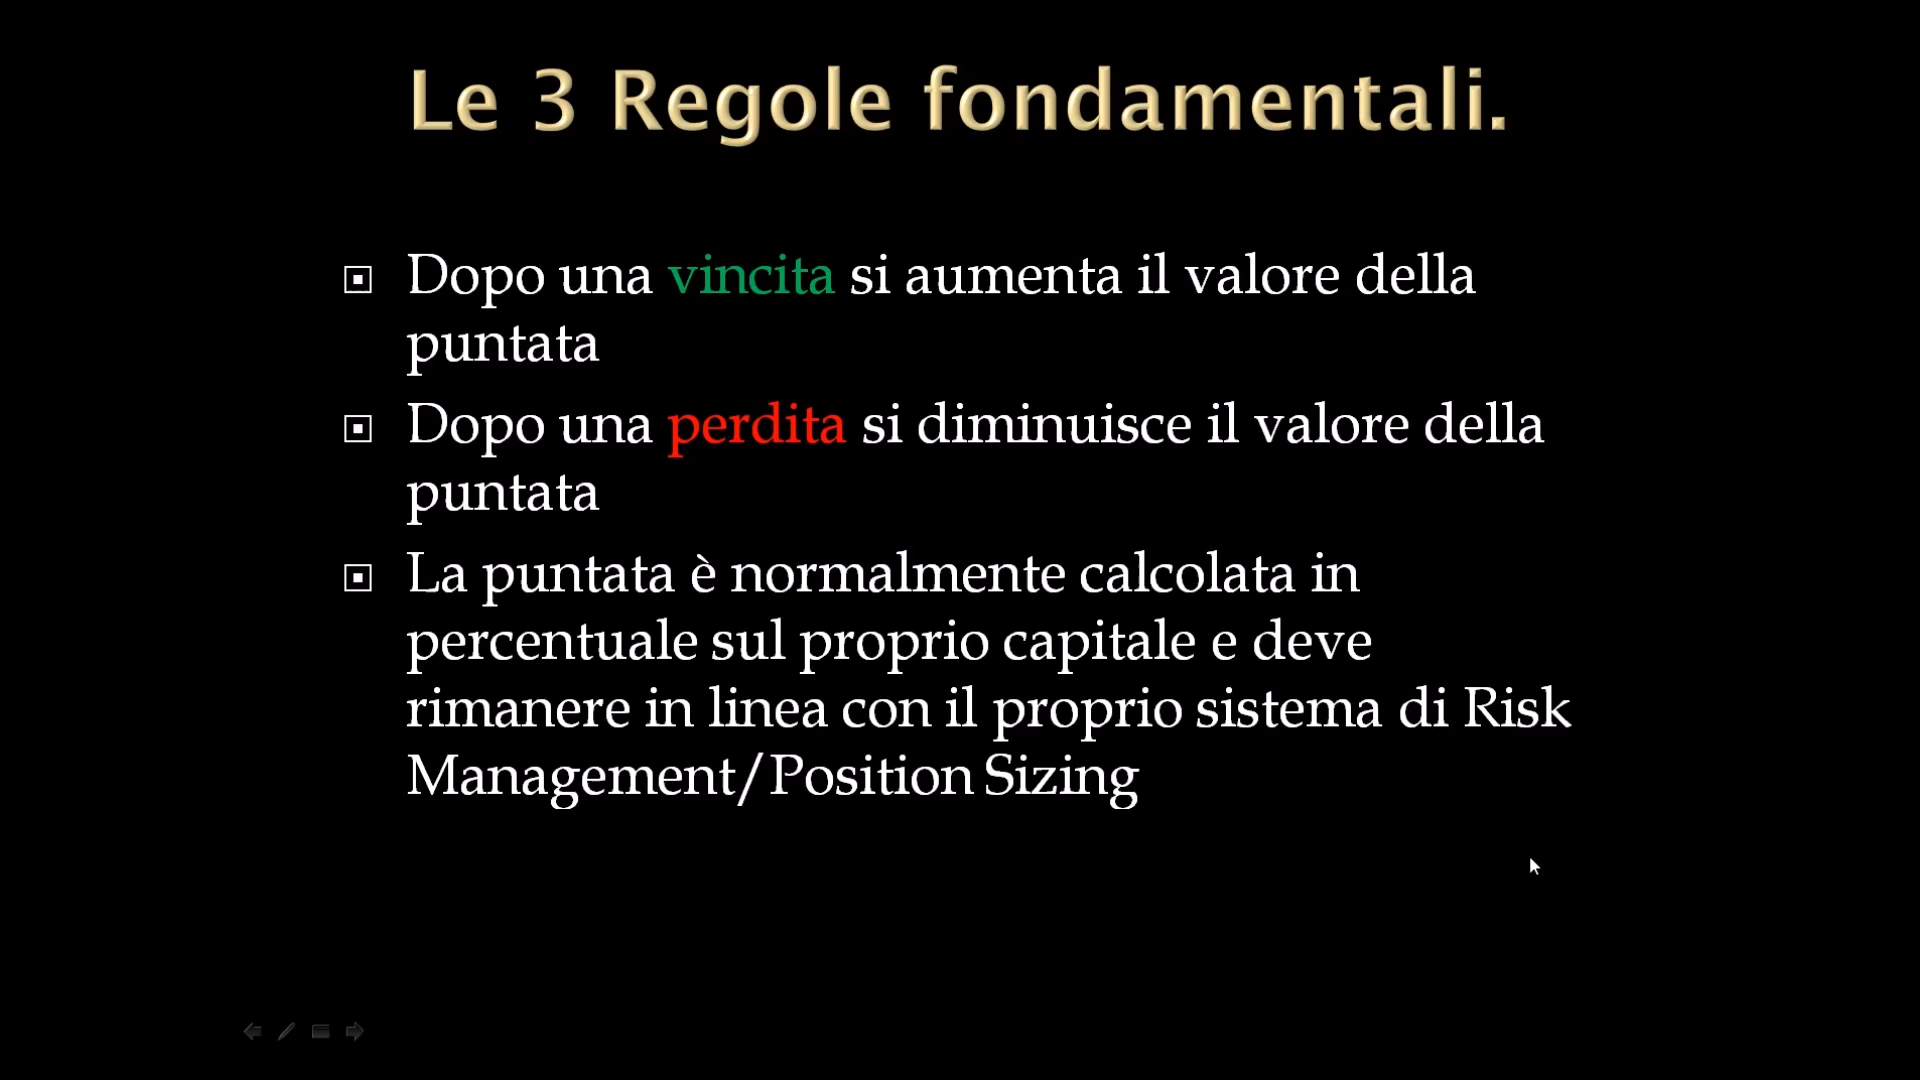 Le 3 Regole fondamentali.
Dopo una vincita si aumenta il valore della
puntata
Dopo una perdita si diminuisce il valore della
puntata
La puntata è normalmente calcolata in
percentuale sul proprio capitale e deve
rimanere in linea con il proprio sistema di Risk
Management/Position Sizing